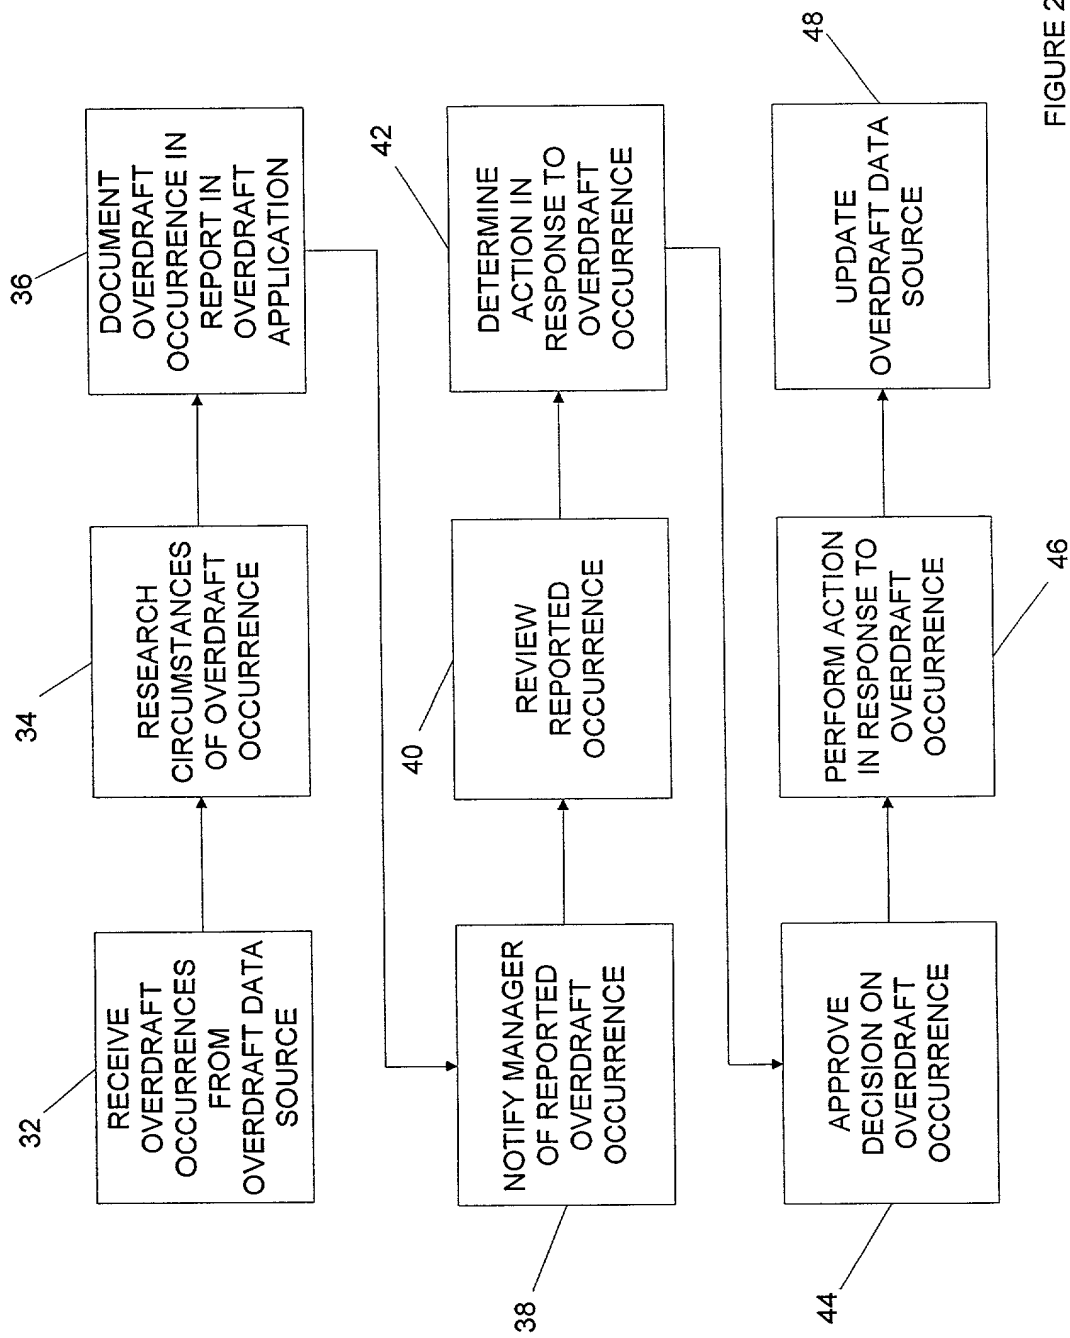 32
RECEIVE
OVERDRAFT
OCCURRENCES
FROM
OVERDRAFT DATA
SOURCE
34
RESEARCH
CIRCUMSTANCES
OF OVERDRAFT
OCCURRENCE
36
DOCUMENT
OVERDRAFT
OCCURRENCE IN
REPORT IN
OVERDRAFT
APPLICATION
38
NOTIFY MANAGER
OF REPORTED
OVERDRAFT
OCCURRENCE
40
REVIEW
REPORTED
OCCURRENCE
42
DETERMINE
ACTION IN
RESPONSE TO
OVERDRAFT
OCCURRENCE
44
APPROVE
DECISION ON
OVERDRAFT
OCCURRENCE
46
PERFORM ACTION
IN RESPONSE TO
OVERDRAFT
OCCURRENCE
48
UPDATE
OVERDRAFT DATA
SOURCE
FIGURE 2